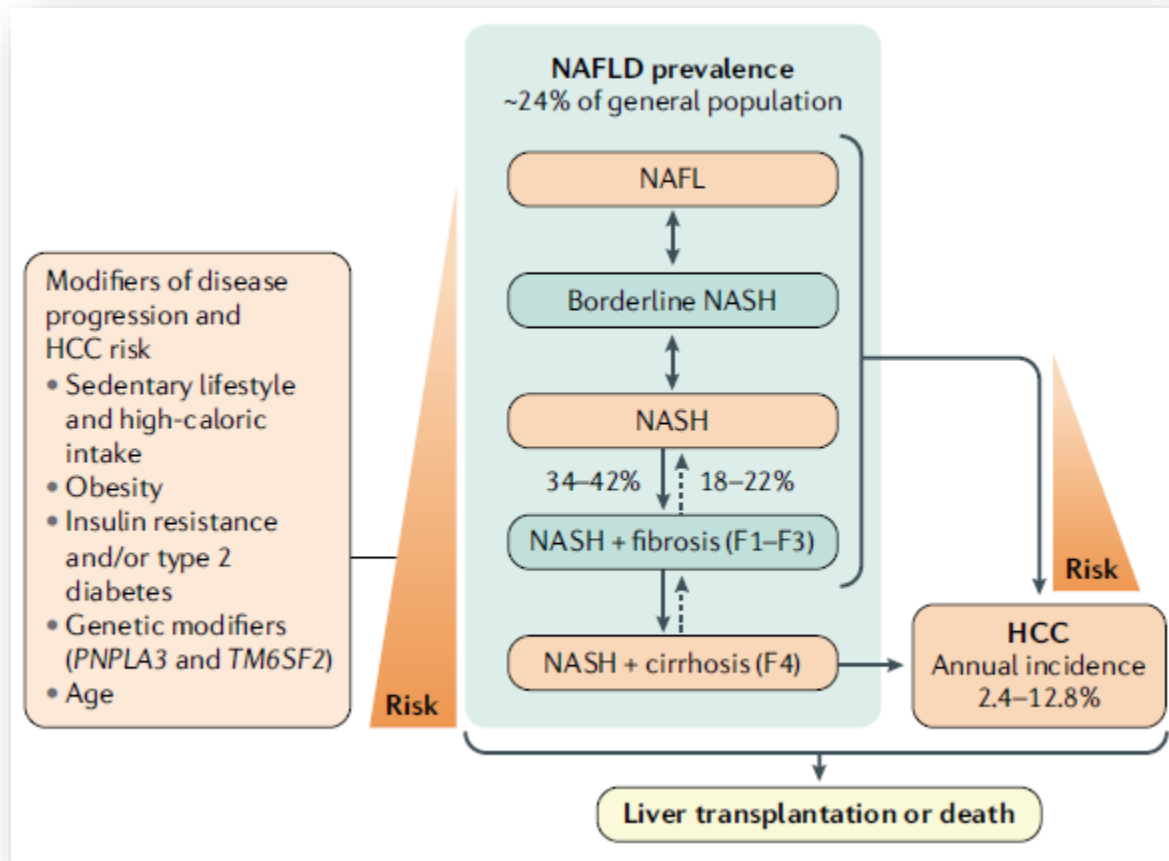 NAFLD prevalence
~24% of general population
NAFL
Borderline NASH
NASH
34–42%
18–22%
NASH + fibrosis (F1–F3)
NASH + cirrhosis (F4)
Modifiers of disease
progression and
HCC risk
• Sedentary lifestyle
and high-caloric
intake
• Obesity
• Insulin resistance
and/or type 2
diabetes
• Genetic modifiers
(PNPLA3 and TM6SF2)
• Age
Risk
Risk
HCC
Annual incidence
2.4–12.8%
Liver transplantation or death